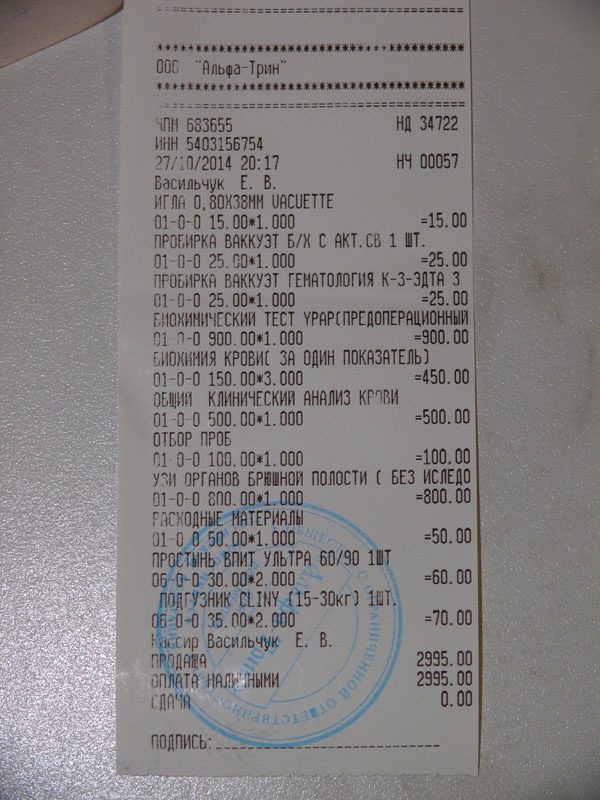 ****************************************
ООО "Альфа-Трин"
****************************************
========================================
ЧПМ 683655 НД 34722
ИНН 5403156754
27/10/2014 20:17 НЧ 00057
Васильчук Е. В.
ИГЛА 0,80Х38ММ VACUETTE
01-0-0 15.00*1.000 =15.00
ПРОБИРКА ВАККУЭТ Б/Х С АКТ.СВ 1 ШТ.
01-0-0 25.00*1.000 =25.00
ПРОБИРКА ВАККУЭТ ГЕМАТОЛОГИЯ К-3-ЭДТА 3
01-0-0 25.00*1.000 =25.00
БИОХИМИЧЕСКИЙ ТЕСТ YPAP(ПРЕДОПЕРАЦИОННЫЙ
01-0-0 900.00*1.000 =900.00
БИОХИМИЯ КРОВИ( ЗА ОДИН ПОКАЗАТЕЛЬ)
01-0-0 150.00*3.000 =450.00
ОБЩИЙ КЛИНИЧЕСКИЙ АНАЛИЗ КРОВИ
01-0-0 500.00*1.000 =500.00
ОТБОР ПРОБ
01-0-0 100.00*1.000 =100.00
УЗИ ОРГАНОВ БРЮШНОЙ ПОЛОСТИ ( БЕЗ ИСЛЕДО
01-0-0 800.00*1.000 =800.00
РАСХОДНЫЕ МАТЕРИАЛЫ
01-0-0 50.00*1.000 =50.00
ПРОСТЫНЬ ВПИТ УЛЬТРА 60/90 1ШТ
06-0-0 30.00*2.000 =60.00
ПОДГУЗНИК CLINY (15-30кг) 1ШТ.
06-0-0 35.00*2.000 =70.00
Кассир Васильчук Е. В.
ПРОДАЖА 2995.00
ОПЛАТА НАЛИЧНЫМИ 2995.00
СДАЧА 0.00
ПОДПИСЬ:
С ОГРАНИЧЕННОЙ ОТВЕТСТВЕННО